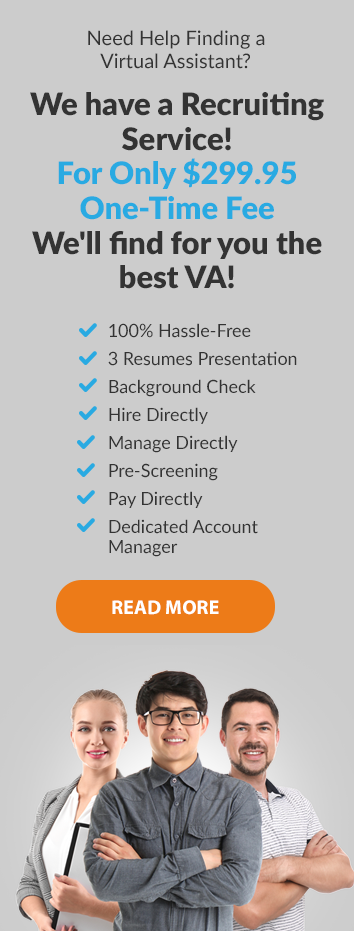 Need Help Finding a
Virtual Assistant?
We have a Recruiting
Service!
For Only $299.95
One-Time Fee
We'll find for you the
best VA!
100% Hassle-Free
3 Resumes Presentation
Background Check
Hire Directly
Manage Directly
Pre-Screening
Pay Directly
Dedicated Account
Manager
READ MORE